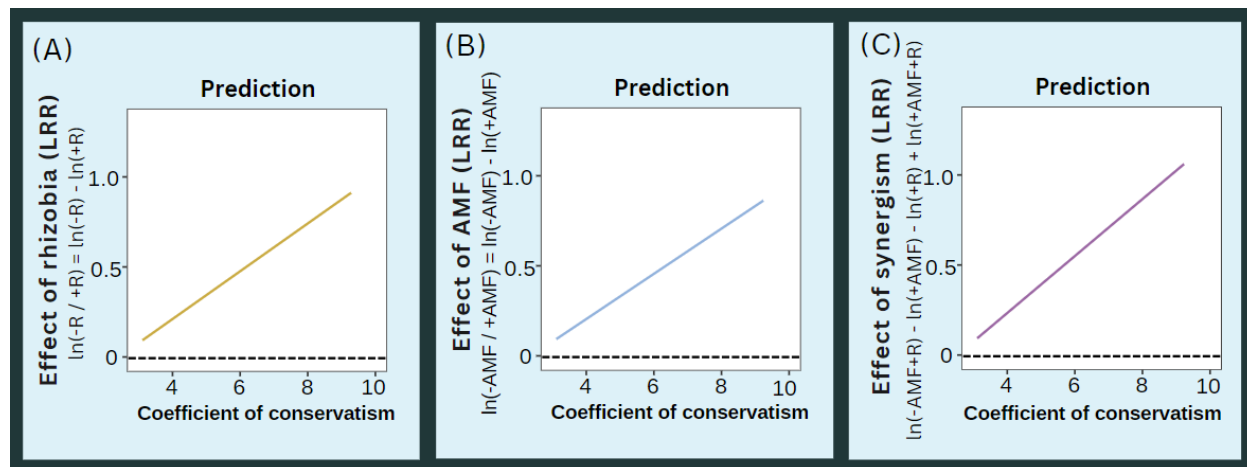 (A)
Prediction
Effect of rhizobia (LRR)
ln(-R / +R) = ln(-R) - ln(+R)
1.0
0.5
0
4 6 8 10
Coefficient of conservatism
(B)
Prediction
Effect of AMF (LRR)
ln(-AMF / +AMF) = ln(-AMF) - ln(+AMF)
1.0
0.5
0
4 6 8 10
Coefficient of conservatism
(C)
Prediction
Effect of synergism (LRR)
ln(-AMF+R) - ln(+AMF) - ln(+R) + ln(+AMF+R)
1.0
0.5
0
4 6 8 10
Coefficient of conservatism